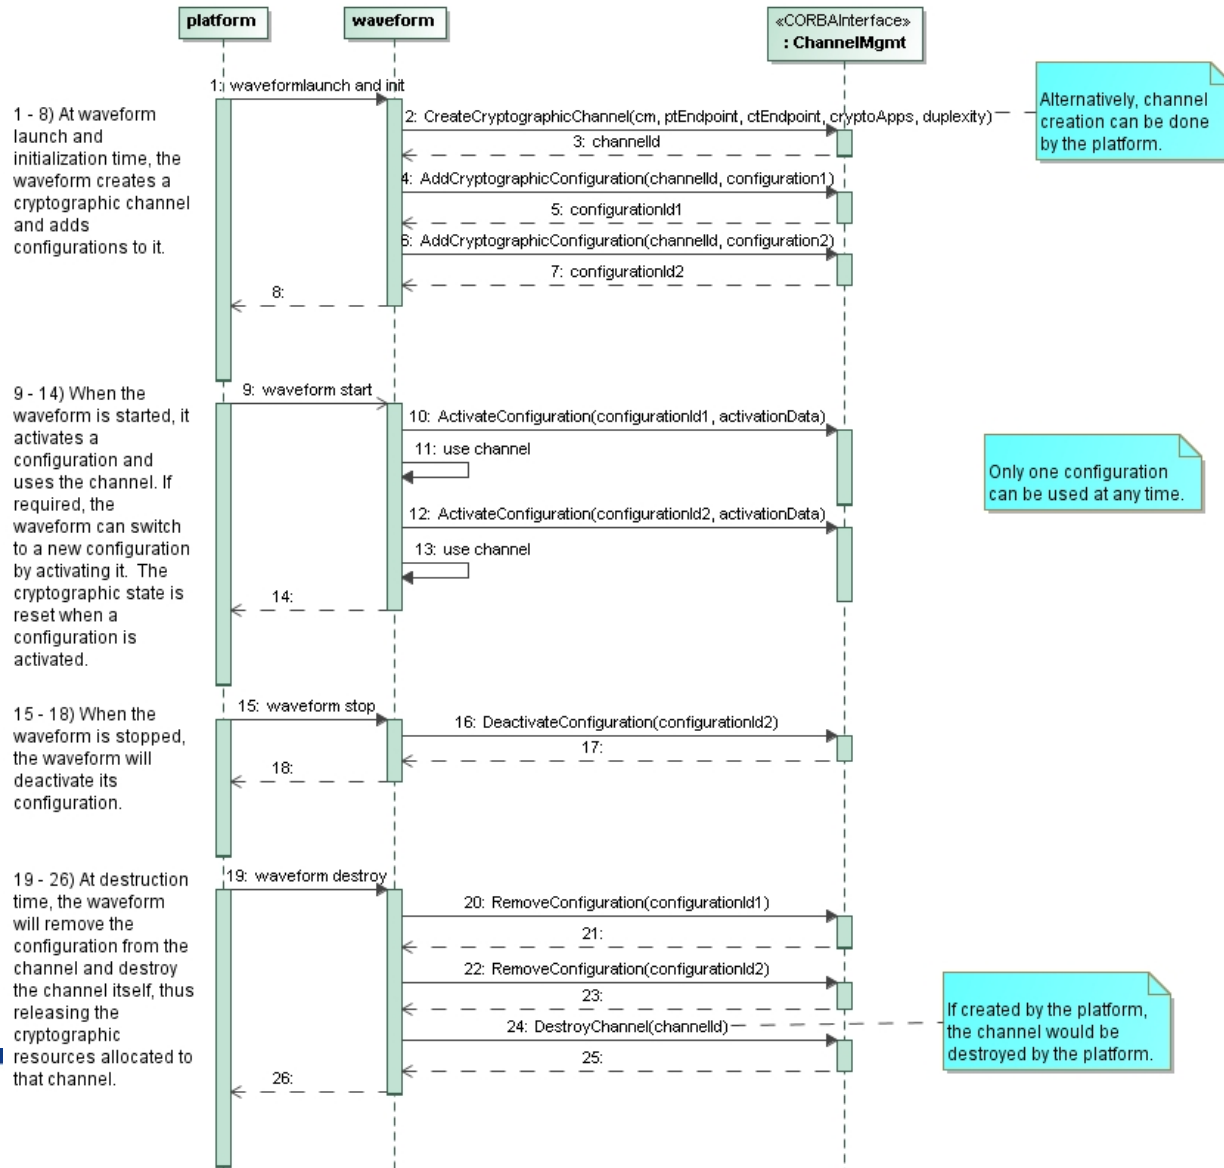 platform
waveform
«CORBAInterface»
: ChannelMgmt
1: waveformlaunch and init
1 - 8) At waveform
launch and
initialization time, the
waveform creates a
cryptographic channel
and adds
configurations to it.
2: CreateCryptographicChannel(cm, ptEndpoint, ctEndpoint, cryptoApps, duplexity)
Alternatively, channel
creation can be done
by the platform.
3: channelId
4: AddCryptographicConfiguration(channelId, configuration1)
5: configurationId1
6: AddCryptographicConfiguration(channelId, configuration2)
7: configurationId2
8:
9 - 14) When the
waveform is started, it
activates a
configuration and
uses the channel. If
required, the
waveform can switch
to a new configuration
by activating it. The
cryptographic state is
reset when a
configuration is
activated.
9: waveform start
10: ActivateConfiguration(configurationId1, activationData)
11: use channel
Only one configuration
can be used at any time.
12: ActivateConfiguration(configurationId2, activationData)
13: use channel
14:
15 - 18) When the
waveform is stopped,
the waveform will
deactivate its
configuration.
15: waveform stop
16: DeactivateConfiguration(configurationId2)
17:
18:
19 - 26) At destruction
time, the waveform
will remove the
configuration from the
channel and destroy
the channel itself, thus
releasing the
cryptographic
resources allocated to
that channel.
19: waveform destroy
20: RemoveConfiguration(configurationId1)
21:
22: RemoveConfiguration(configurationId2)
23:
24: DestroyChannel(channelId)
If created by the platform,
the channel would be
destroyed by the platform.
25:
26: